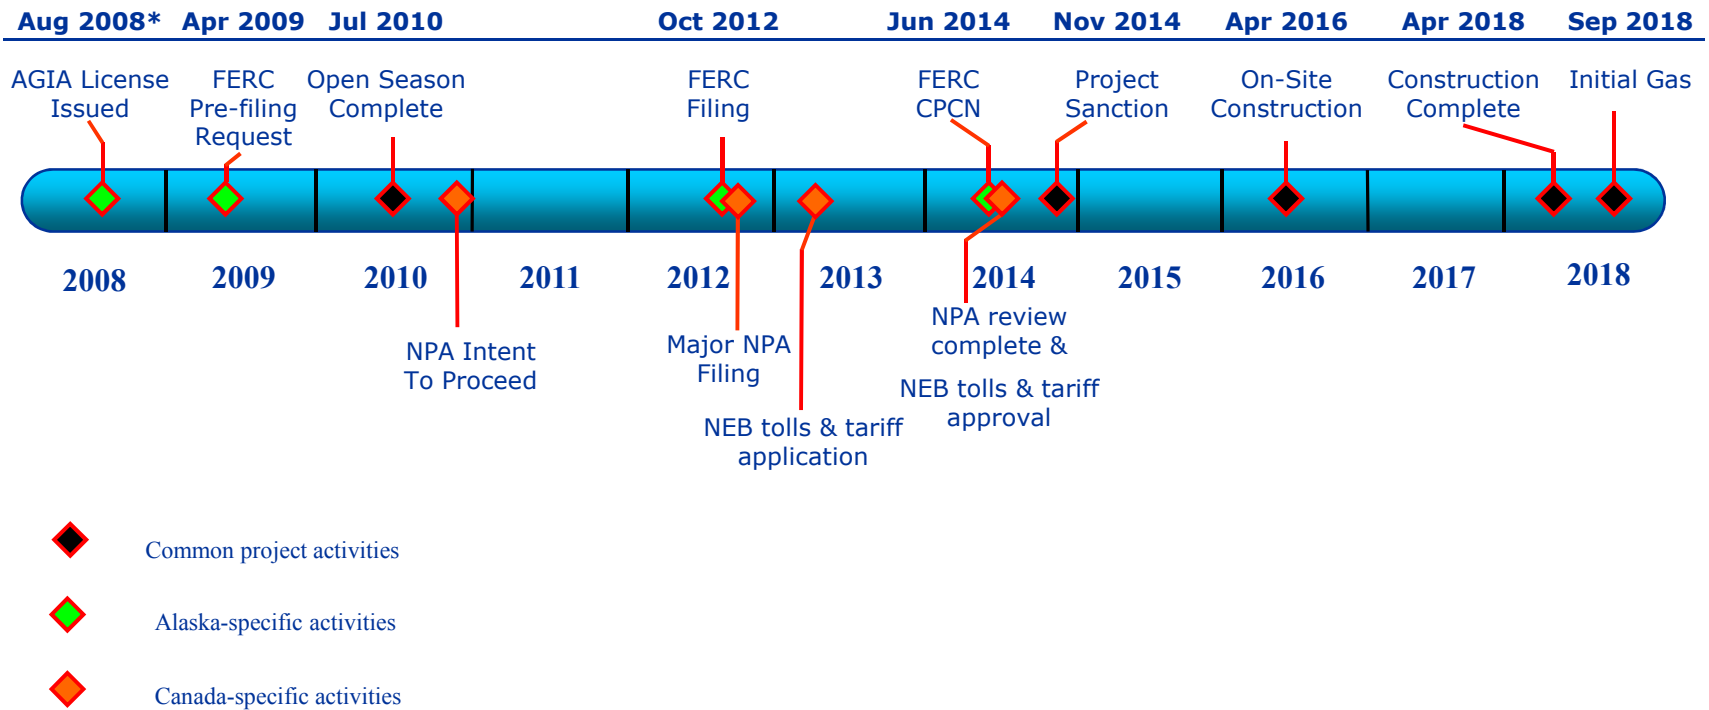 Aug 2008* Apr 2009 Jul 2010 Oct 2012 Jun 2014 Nov 2014 Apr 2016 Apr 2018 Sep 2018
AGIA License
Issued
FERC
Pre-filing
Request
Open Season
Complete
FERC
Filing
FERC
CPCN
Project
Sanction
On-Site
Construction
Construction
Complete
Initial Gas
2008 2009 2010 2011 2012 2013 2014 2015 2016 2017 2018
NPA Intent
To Proceed
Major NPA
Filing
NEB tolls & tariff
application
NPA review
complete &
NEB tolls & tariff
approval
Common project activities
Alaska-specific activities
Canada-specific activities